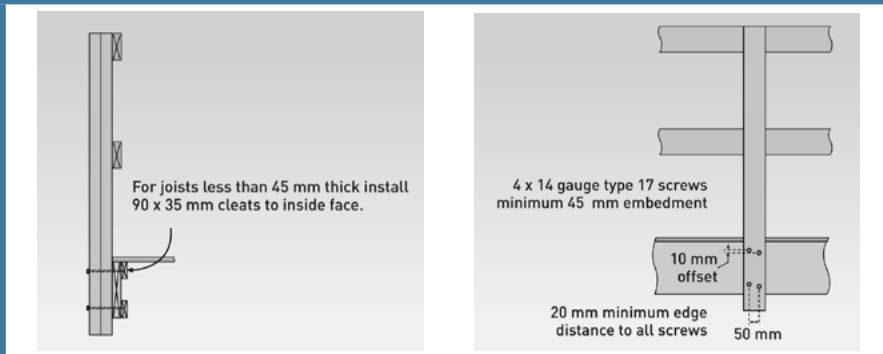 For joists less than 45 mm thick install
90 x 35 mm cleats to inside face.
4 x 14 gauge type 17 screws
minimum 45 mm embedment
10 mm
offset
20 mm minimum edge
distance to all screws
50 mm